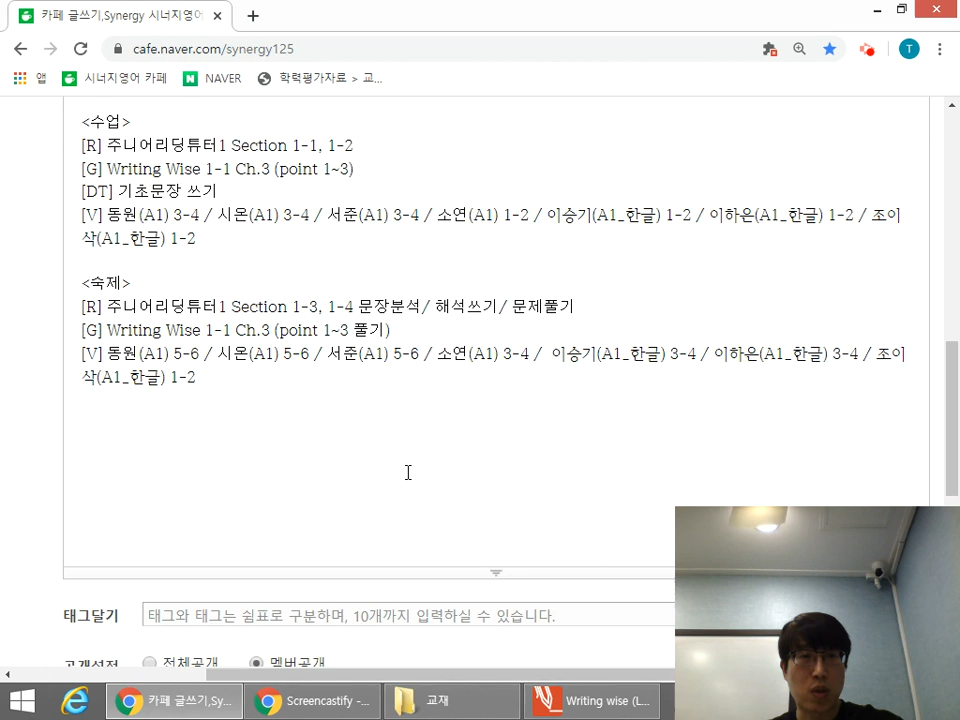 카페 글쓰기,Synergy 시너지영어
cafe.naver.com/synergy125
T
앱 시너지영어 카페 NAVER 학력평가자료 > 교...
<수업>
[R] 주니어리딩튜터1 Section 1-1, 1-2
[G] Writing Wise 1-1 Ch.3 (point 1~3)
[DT] 기초문장 쓰기
[V] 동원(A1) 3-4 / 시온(A1) 3-4 / 서준(A1) 3-4 / 소연(A1) 1-2 / 이승기(A1_한글) 1-2 / 이하은(A1_한글) 1-2 / 조이
삭(A1_한글) 1-2
<숙제>
[R] 주니어리딩튜터1 Section 1-3, 1-4 문장분석/ 해석쓰기/ 문제풀기
[G] Writing Wise 1-1 Ch.3 (point 1~3 풀기)
[V] 동원(A1) 5-6 / 시온(A1) 5-6 / 서준(A1) 5-6 / 소연(A1) 3-4 /  이승기(A1_한글) 3-4 / 이하은(A1_한글) 3-4 / 조이
삭(A1_한글) 1-2
태그달기 태그와 태그는 쉼표로 구분하며, 10개까지 입력하실 수 있습니다.
공개설정 전체공개 멤버공개
카페 글쓰기,Sy... Screencastify -... 교재 Writing wise (L...